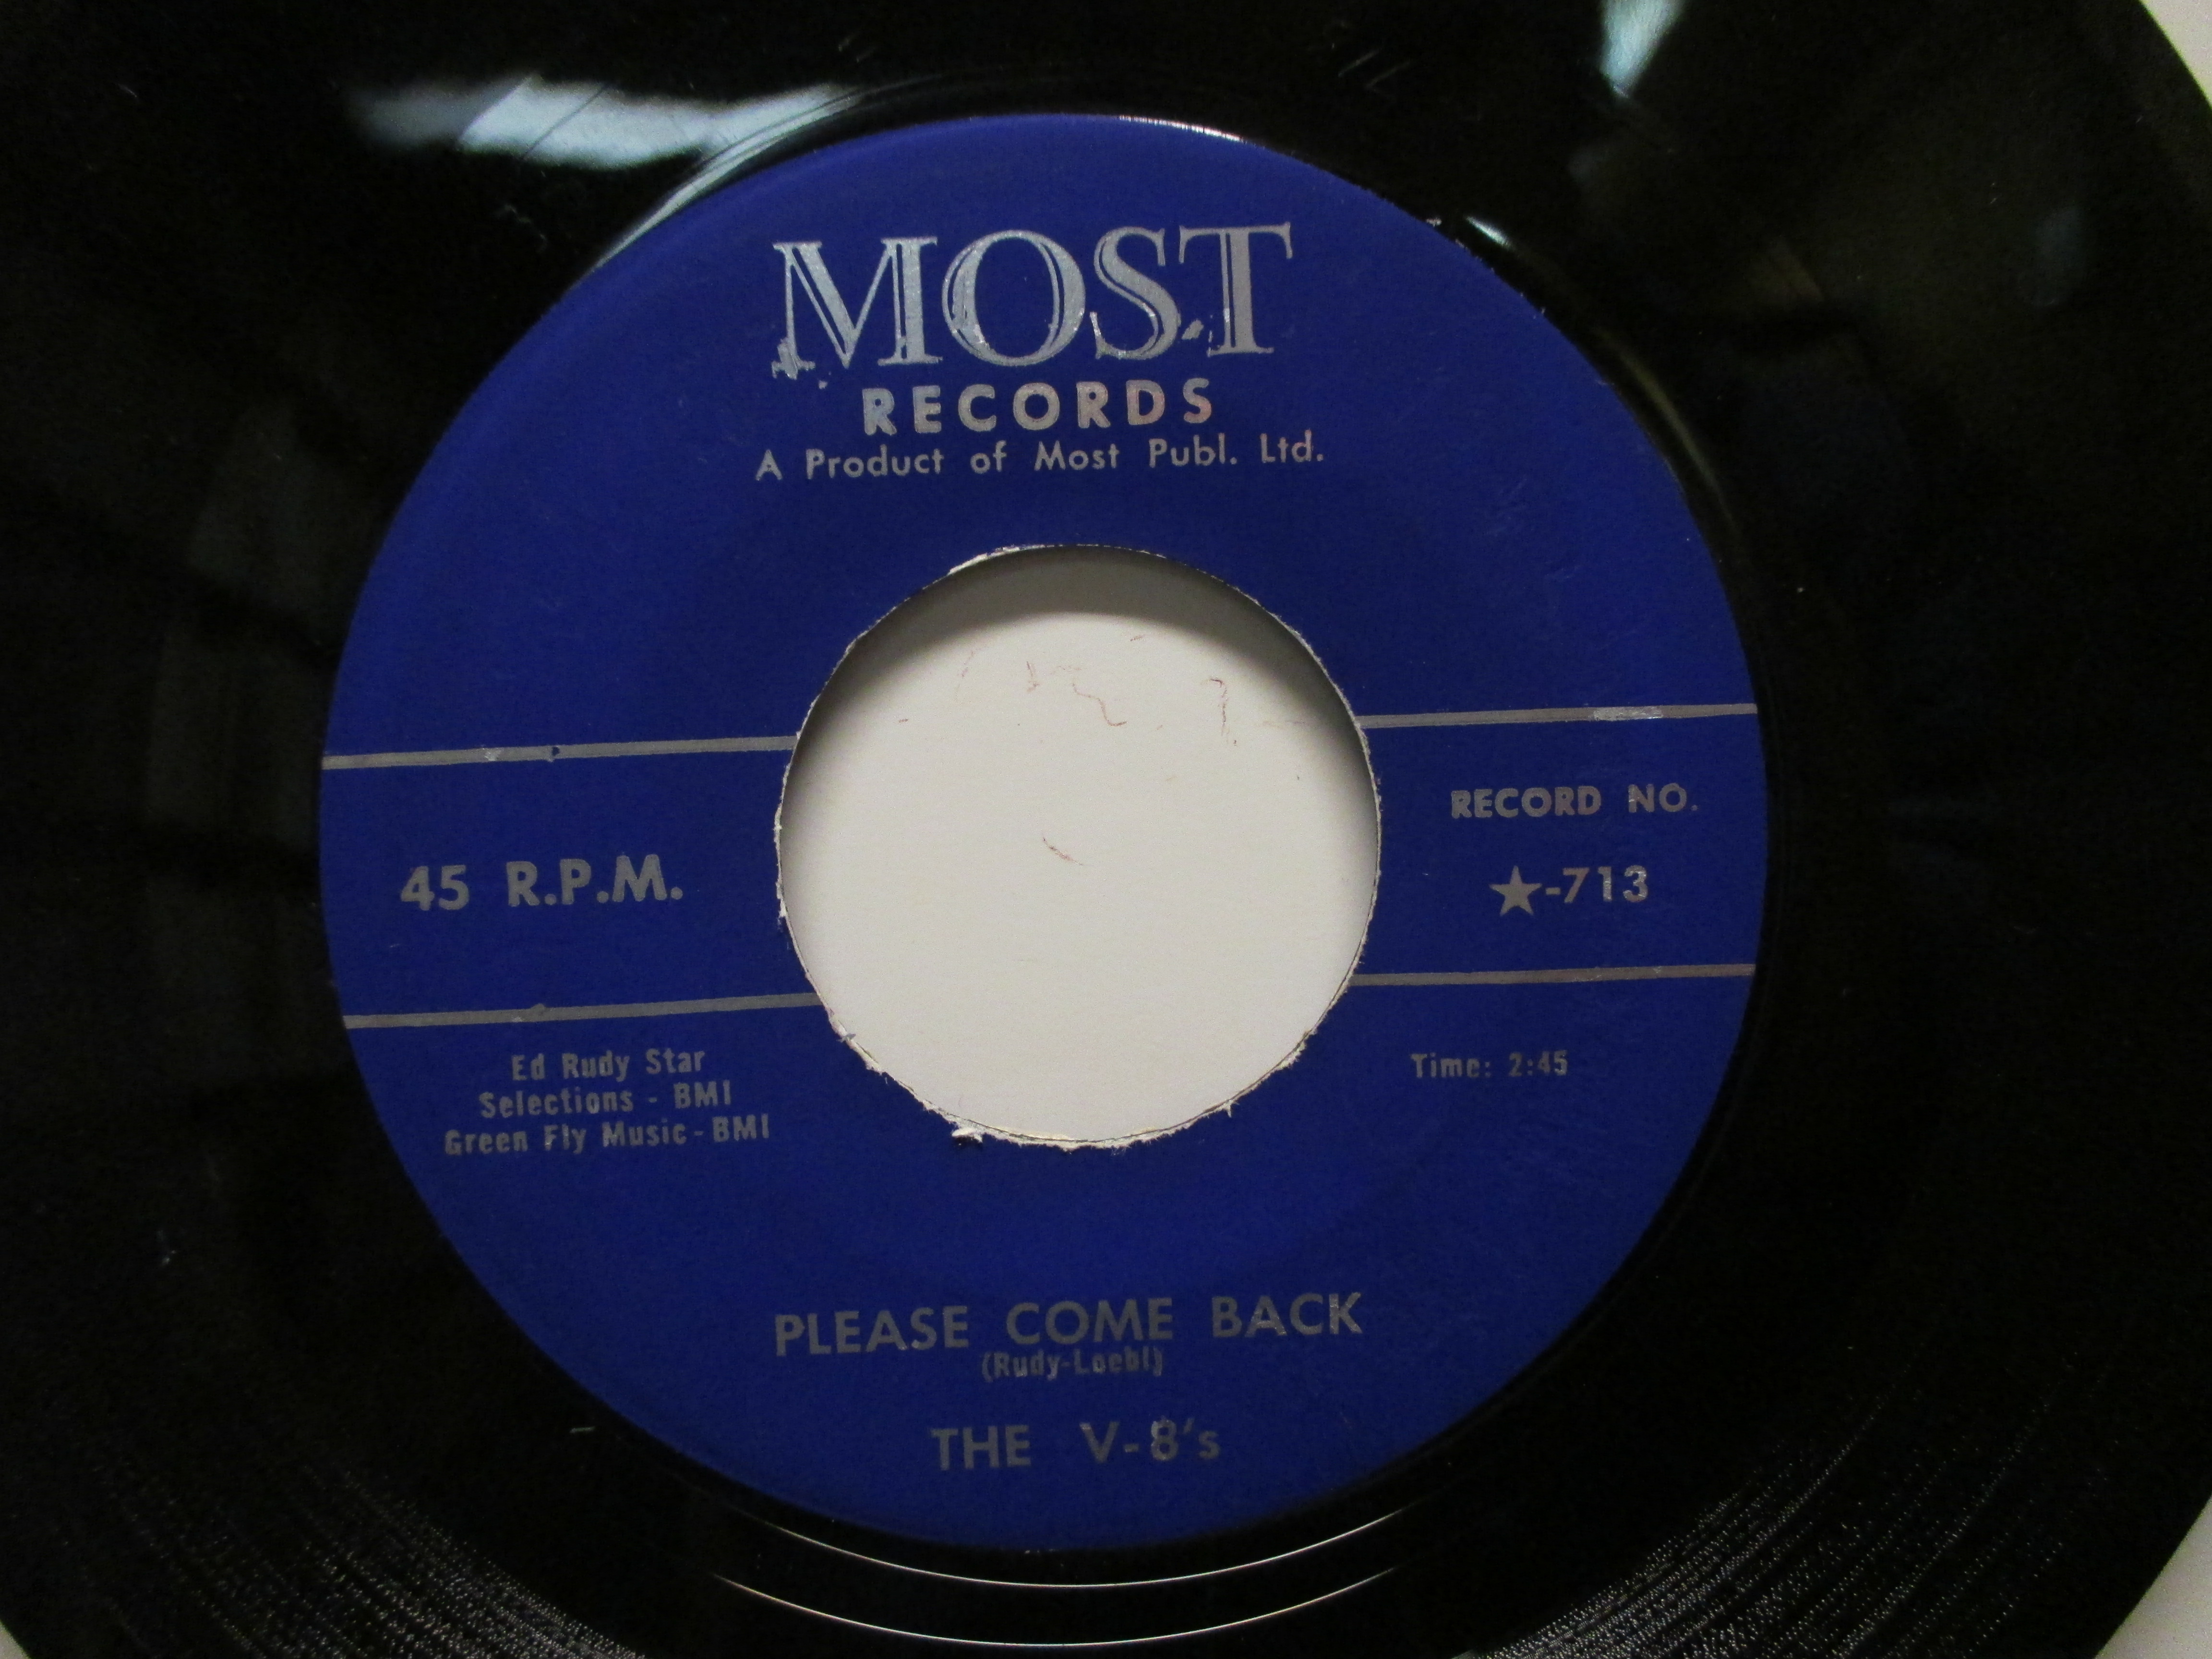 MOST
RECORDS
A Product of Most Publ. Ltd.
45 R.P.M.
RECORD NO.
★-713
Ed Rudy Star
Selections - BMI
Green Fly Music - BMI
Time: 2:45
PLEASE COME BACK
(Rudy-Loebl)
THE V-8's